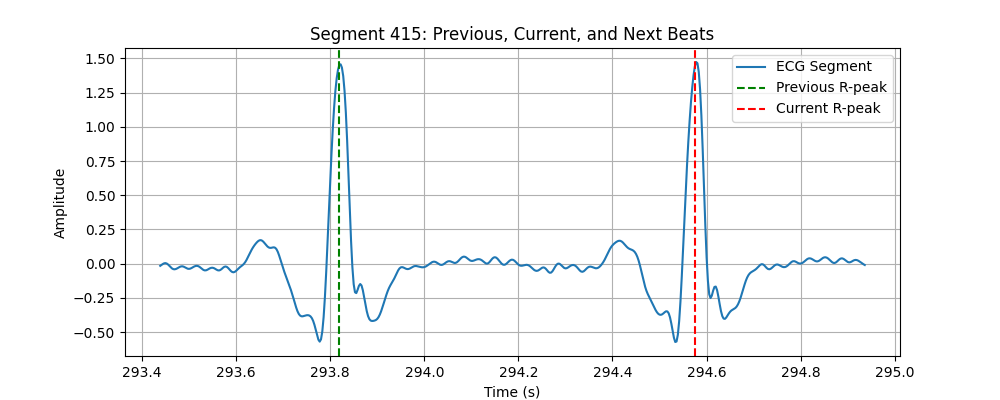 Segment 415: Previous, Current, and Next Beats
1.50
1.25
1.00
0.75
0.50
0.25
0.00
−0.25
−0.50
Amplitude
ECG Segment
Previous R-peak
Current R-peak
293.4 293.6 293.8 294.0 294.2 294.4 294.6 294.8 295.0
Time (s)